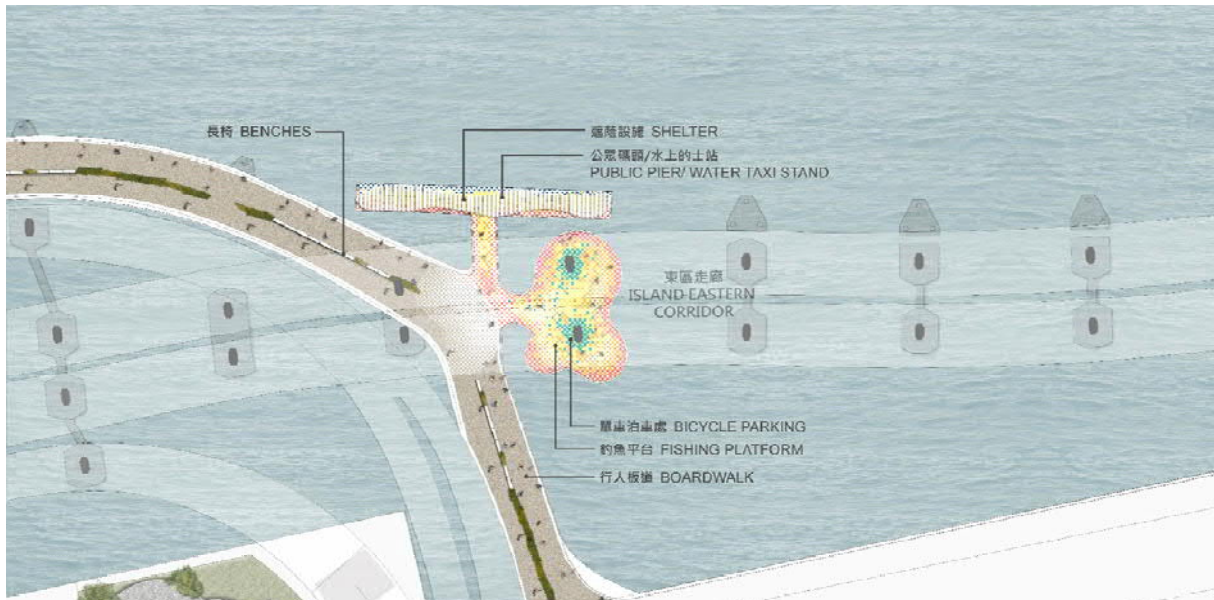 長椅 BENCHES
遮蔭設施 SHELTER
公眾碼頭/水上的士站
PUBLIC PIER/ WATER TAXI STAND
東區走廊
ISLAND EASTERN
CORRIDOR
單車泊車處 BICYCLE PARKING
釣魚平台 FISHING PLATFORM
行人板道 BOARDWALK